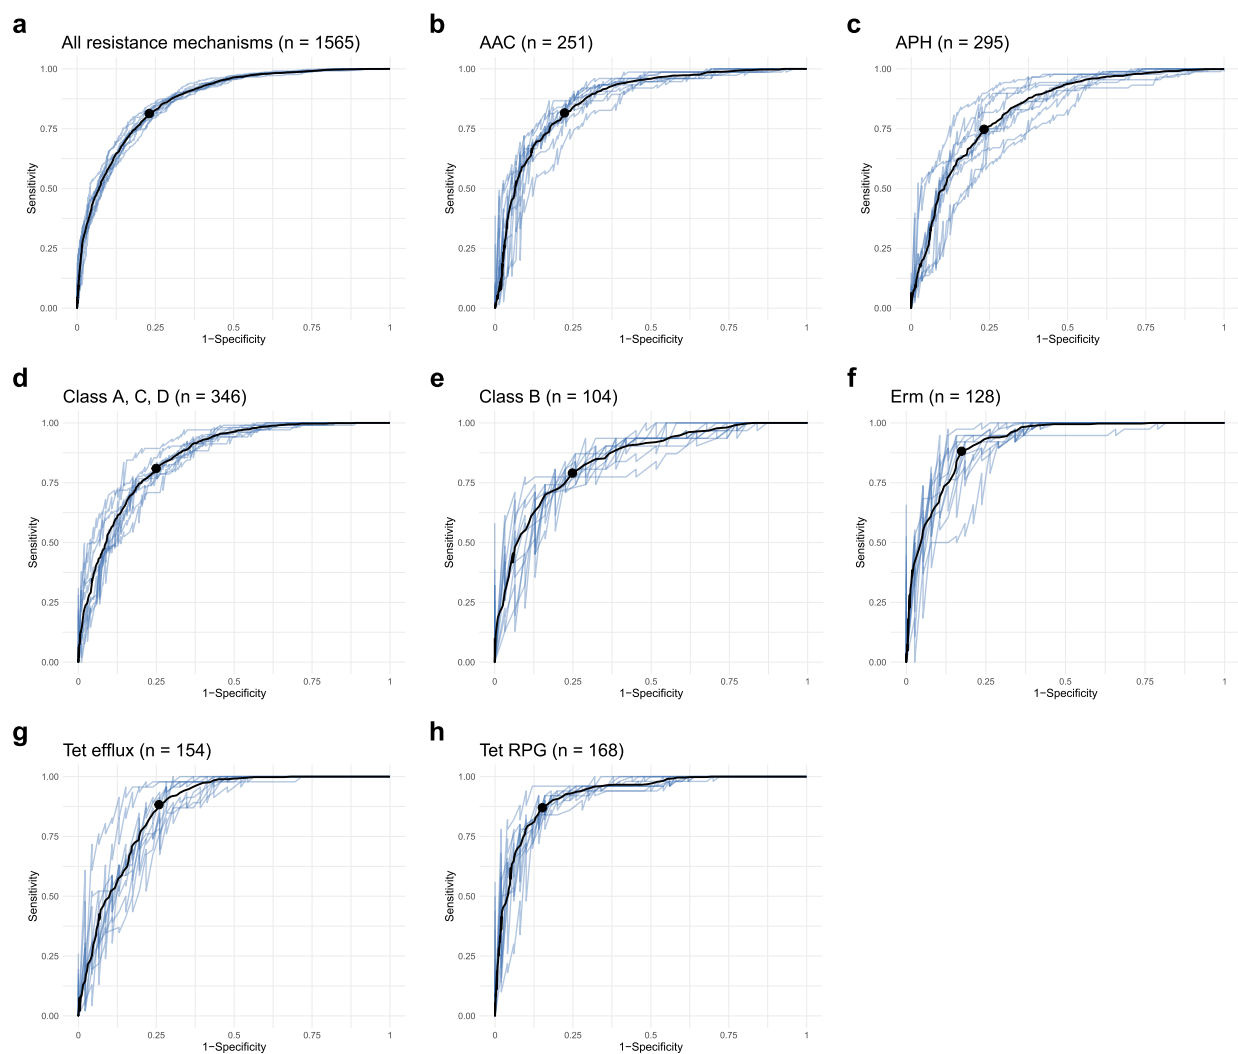 a
All resistance mechanisms (n = 1565)
1.00
0.75
0.50
0.25
0.00
Sensitivity
0
0.25
0.5
0.75
1
1−Specificity
b
AAC (n = 251)
1.00
0.75
0.50
0.25
0.00
Sensitivity
0
0.25
0.5
0.75
1
1−Specificity
c
APH (n = 295)
1.00
0.75
0.50
0.25
0.00
Sensitivity
0
0.25
0.5
0.75
1
1−Specificity
d
Class A, C, D (n = 346)
1.00
0.75
0.50
0.25
0.00
Sensitivity
0
0.25
0.5
0.75
1
1−Specificity
e
Class B (n = 104)
1.00
0.75
0.50
0.25
0.00
Sensitivity
0
0.25
0.5
0.75
1
1−Specificity
f
Erm (n = 128)
1.00
0.75
0.50
0.25
0.00
Sensitivity
0
0.25
0.5
0.75
1
1−Specificity
g
Tet efflux (n = 154)
1.00
0.75
0.50
0.25
0.00
Sensitivity
0
0.25
0.5
0.75
1
1−Specificity
h
Tet RPG (n = 168)
1.00
0.75
0.50
0.25
0.00
Sensitivity
0
0.25
0.5
0.75
1
1−Specificity